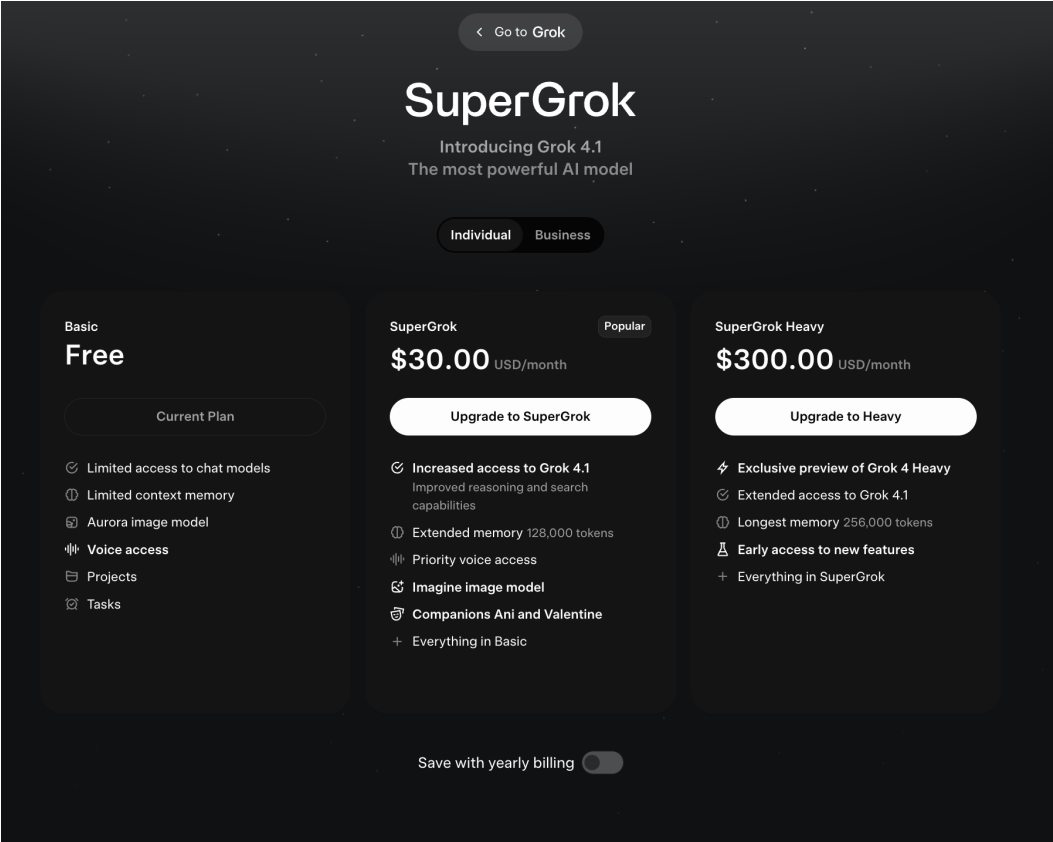 Go to Grok
SuperGrok
Introducing Grok 4.1
The most powerful AI model
Individual
Business
Basic
Free
Current Plan
Limited access to chat models
Limited context memory
Aurora image model
Voice access
Projects
Tasks
SuperGrok
Popular
$30.00 USD/month
Upgrade to SuperGrok
Increased access to Grok 4.1
Improved reasoning and search
capabilities
Extended memory 128,000 tokens
Priority voice access
Imagine image model
Companions Ani and Valentine
Everything in Basic
SuperGrok Heavy
$300.00 USD/month
Upgrade to Heavy
Exclusive preview of Grok 4 Heavy
Extended access to Grok 4.1
Longest memory 256,000 tokens
Early access to new features
Everything in SuperGrok
Save with yearly billing